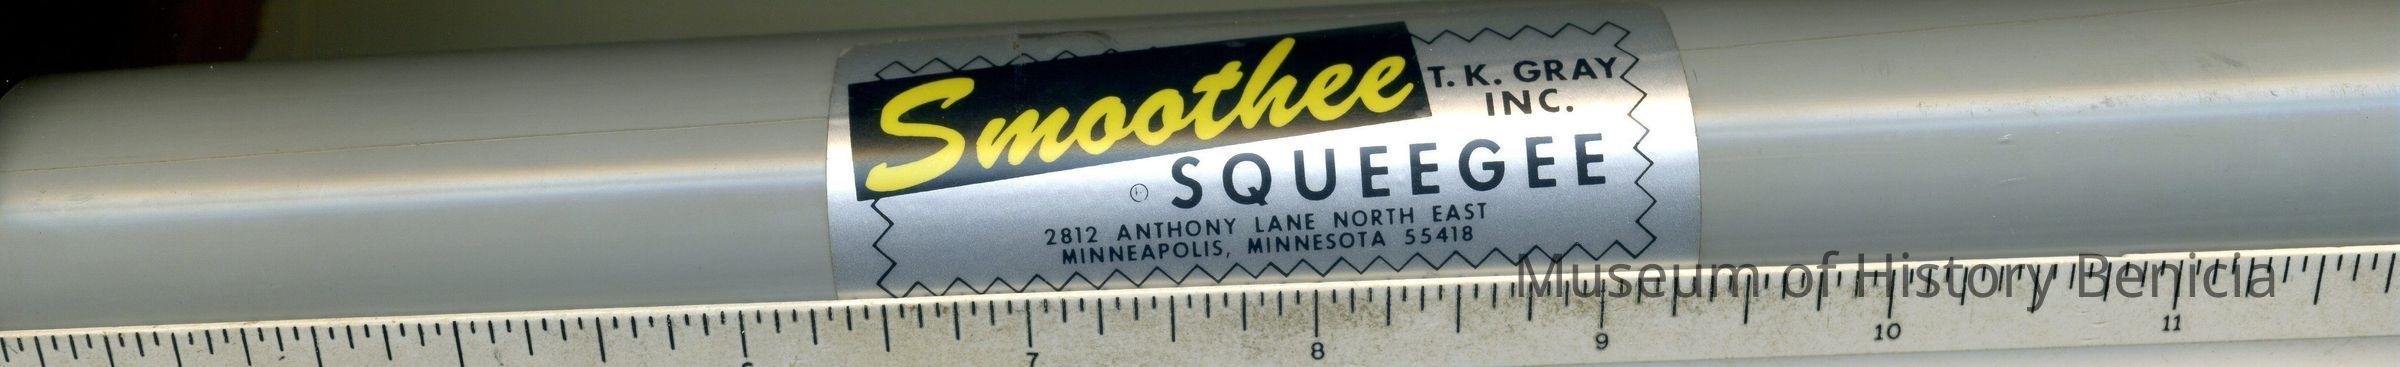 Smoothee
T. K. GRAY
INC.
SQUEEGEE
2812 ANTHONY LANE NORTH EAST
MINNEAPOLIS, MINNESOTA 55418
Museum of History Benicia
7
8
9
10
11